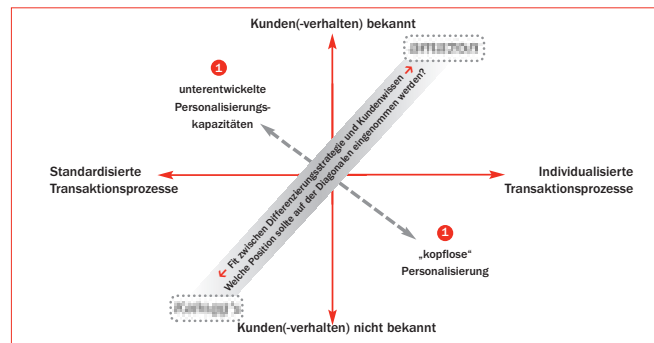 Kunden(-verhalten) bekannt
amazon
1
unterentwickelte
Personalisierungs-
kapazitäten
Fit zwischen Differenzierungsstrategie und Kundenwissen
Welche Position sollte auf der Diagonalen eingenommen werden?
Standardisierte
Transaktionsprozesse
Individualisierte
Transaktionsprozesse
1
„kopflose“
Personalisierung
Kunden(-verhalten) nicht bekannt